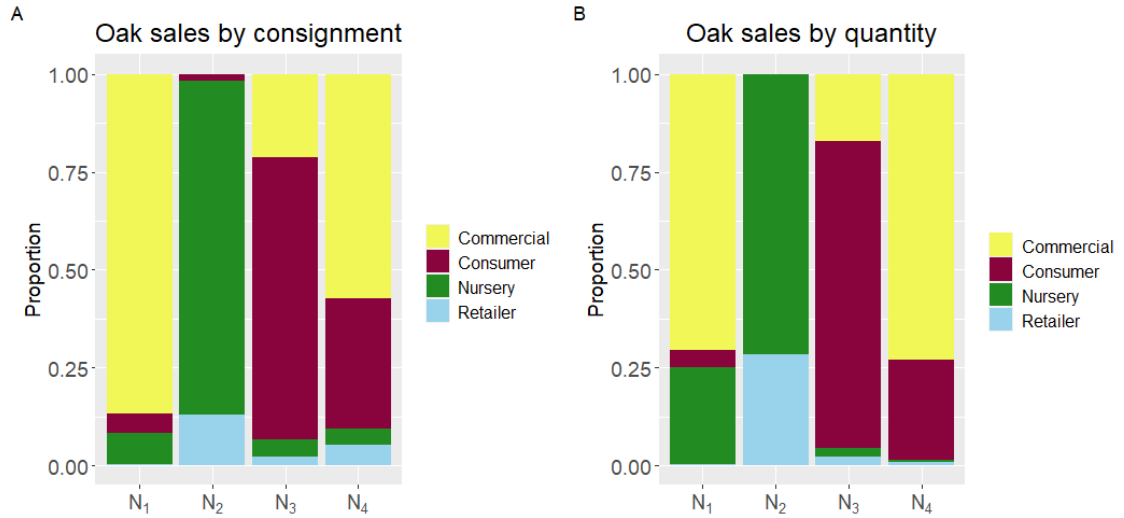 A
Oak sales by consignment
1.00
0.75
0.50
0.25
0.00
Proportion
N₁ N₂ N₃ N₄
Commercial
Consumer
Nursery
Retailer
B
Oak sales by quantity
1.00
0.75
0.50
0.25
0.00
Proportion
N₁ N₂ N₃ N₄
Commercial
Consumer
Nursery
Retailer